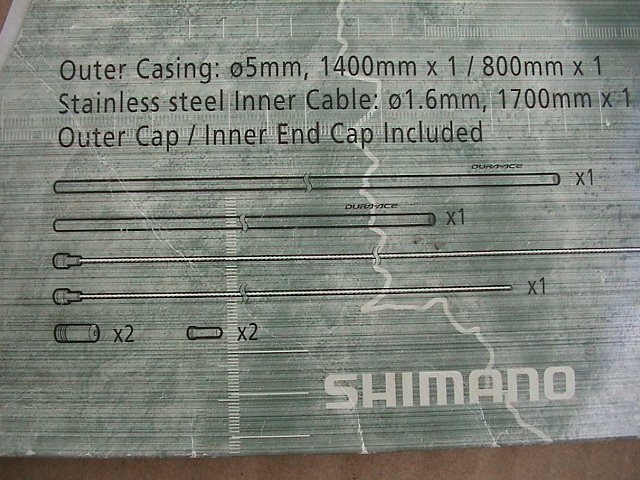 Outer Casing: ø5mm, 1400mm x 1 / 800mm x 1
Stainless steel Inner Cable: ø1.6mm, 1700mm x 1
Outer Cap / Inner End Cap Included
DURA-ACE
x1
DURA-ACE
x1
x1
x2 x2
SHIMANO